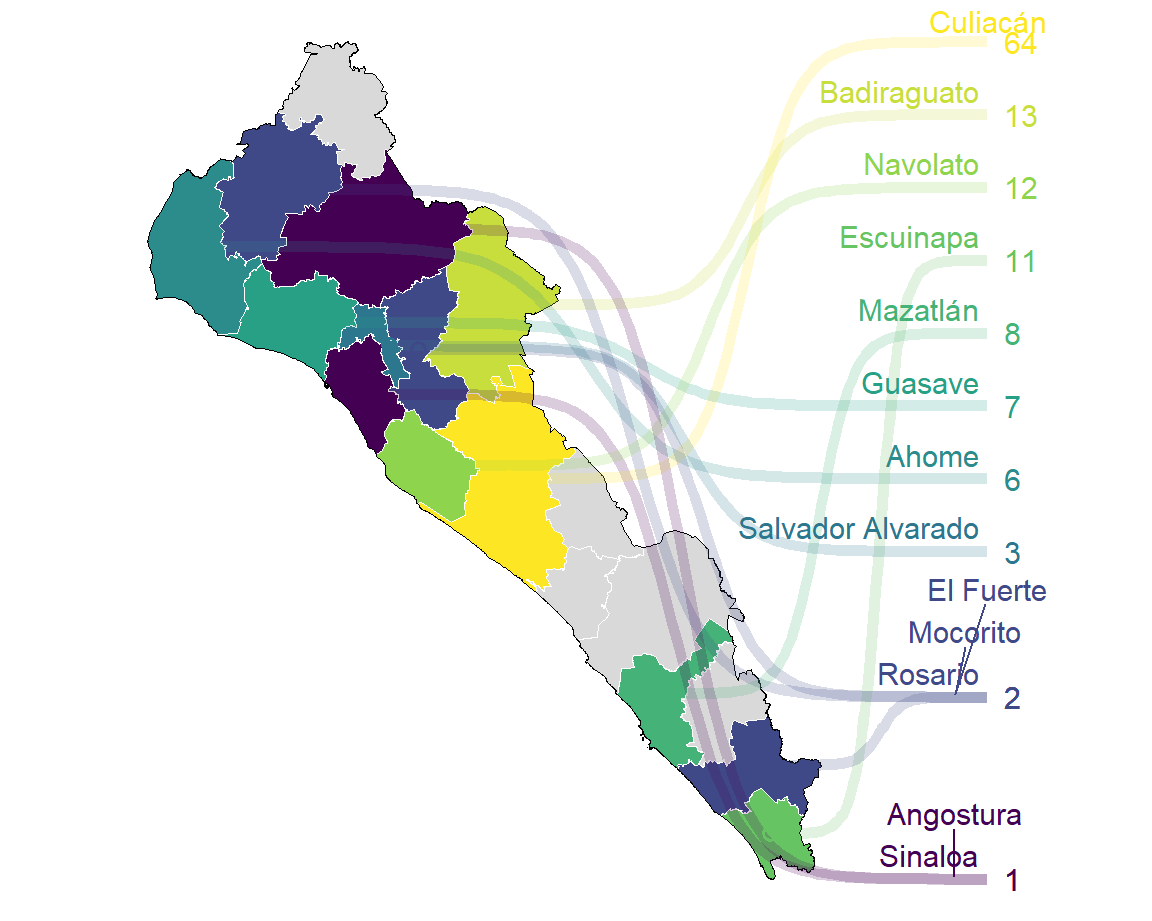 Culiacán
64
Badiraguato
13
Navolato
12
Escuinapa
11
Mazatlán
8
Guasave
7
Ahome
6
Salvador Alvarado
3
El Fuerte
Mocorito
Rosario
2
Angostura
Sinaloa
1